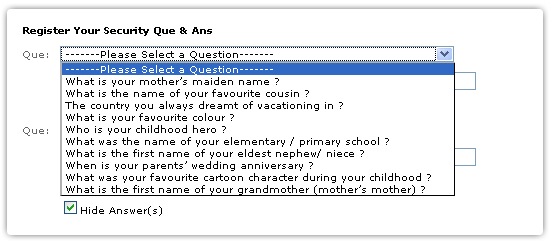 Register Your Security Que & Ans
Que: -------Please Select a Question-------
-------Please Select a Question-------
What is your mother's maiden name ?
What is the name of your favourite cousin ?
The country you always dreamt of vacationing in ?
What is your favourite colour ?
Who is your childhood hero ?
Que:
What was the name of your elementary / primary school ?
What is the first name of your eldest nephew/ niece ?
When is your parents' wedding anniversary ?
What was your favourite cartoon character during your childhood ?
What is the first name of your grandmother (mother's mother) ?
Hide Answer(s)